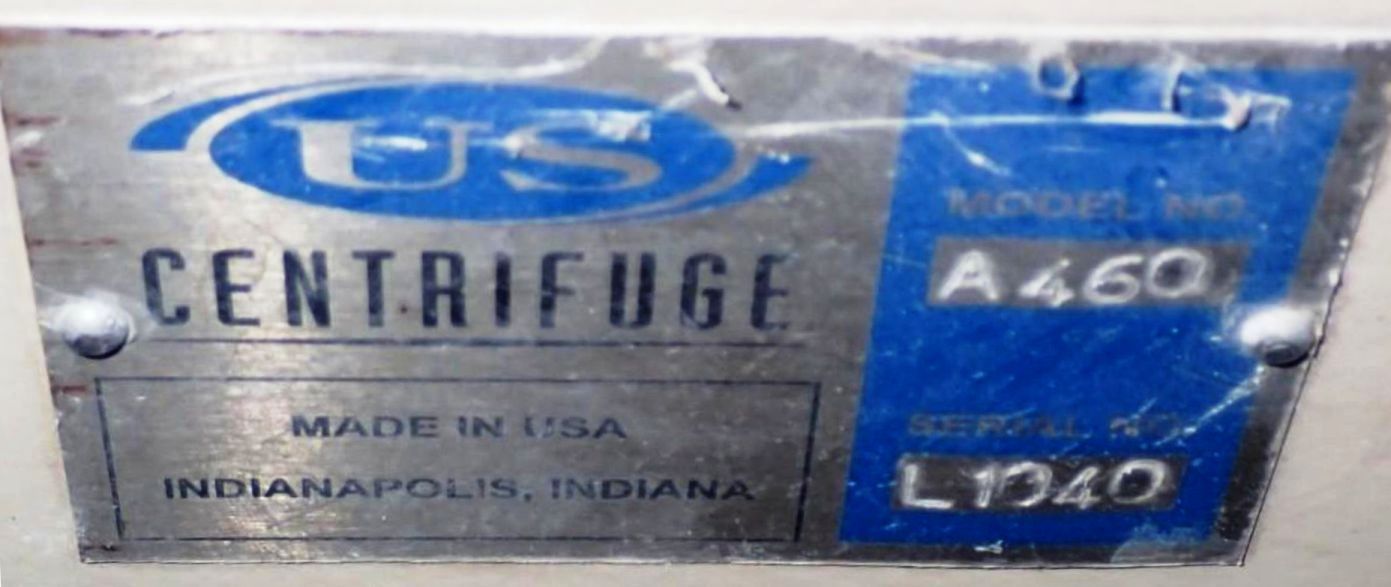 US
CENTRIFUGE
MADE IN USA
INDIANAPOLIS, INDIANA
MODEL NO.
A460
SERIAL NO.
L1040